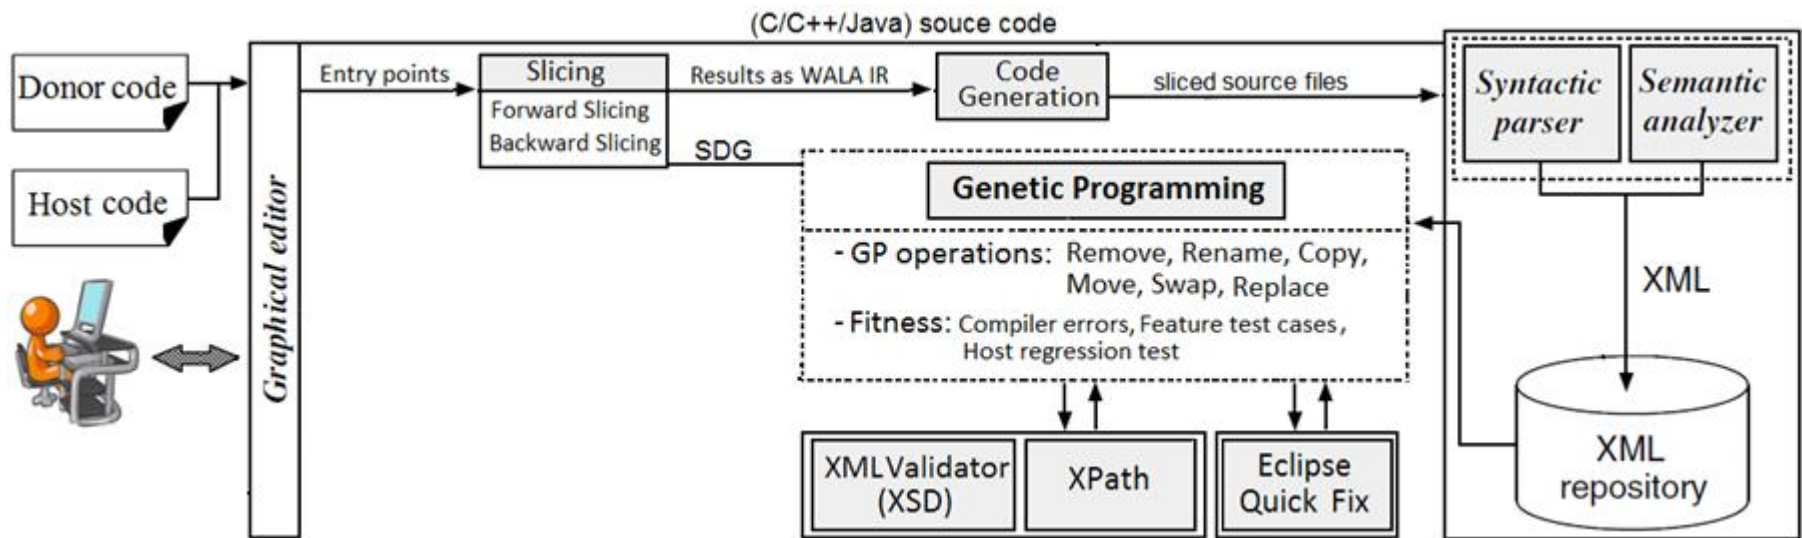 (C/C++/Java) souce code
Donor code
Host code
Graphical editor
Entry points
Slicing
Forward Slicing
Backward Slicing
Results as WALA IR
SDG
Code
Generation
sliced source files
Syntactic
parser
Semantic
analyzer
Genetic Programming
- GP operations: Remove, Rename, Copy,
Move, Swap, Replace
- Fitness: Compiler errors, Feature test cases,
Host regression test
XML
XMLValidator
(XSD)
XPath
Eclipse
Quick Fix
XML
repository